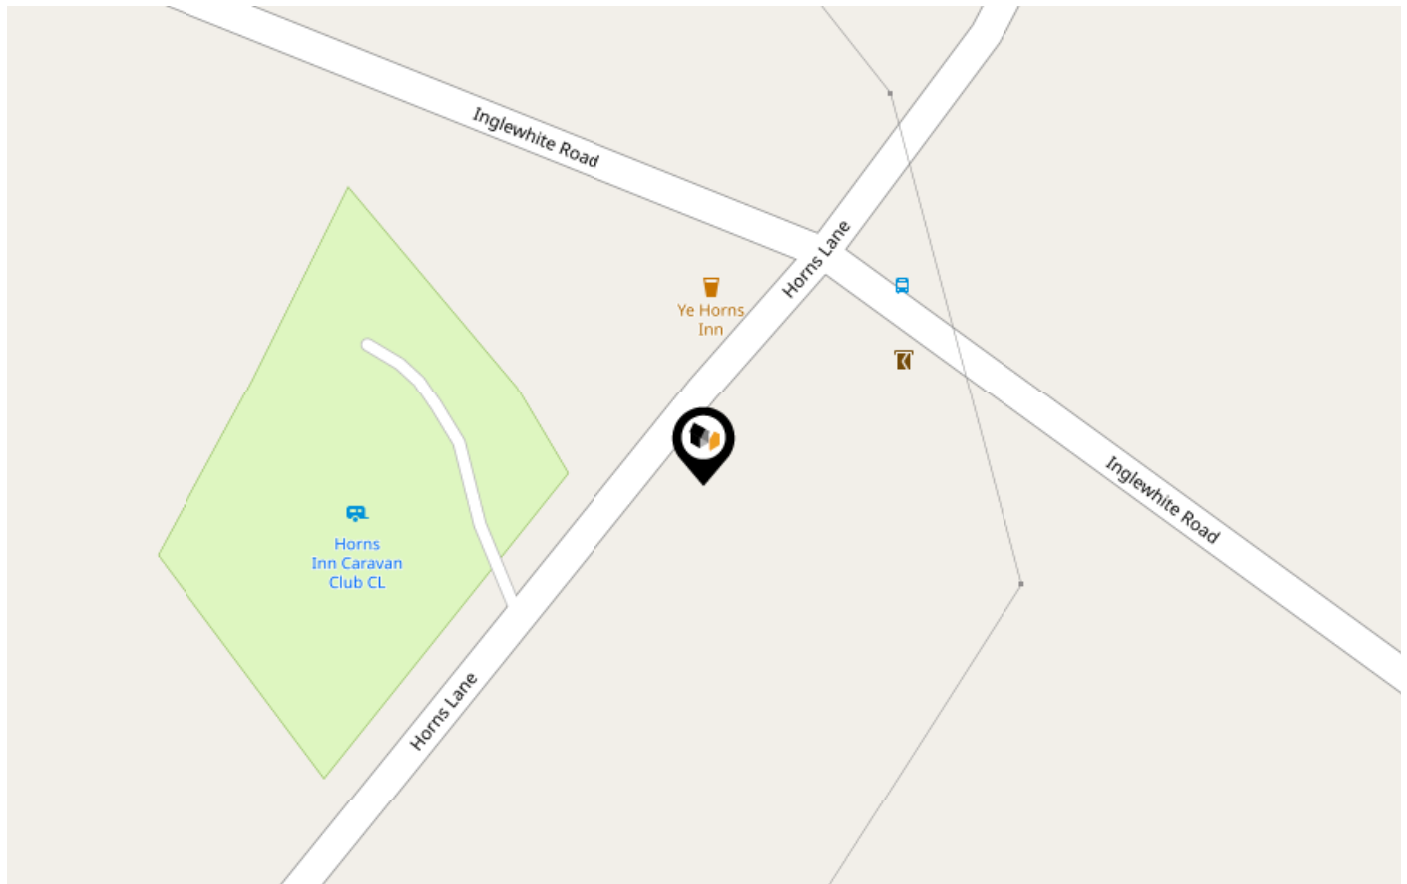 Inglewhite Road
Horns Lane
Ye Horns
Inn
Inglewhite Road
Horns
Inn Caravan
Club CL
Horns Lane